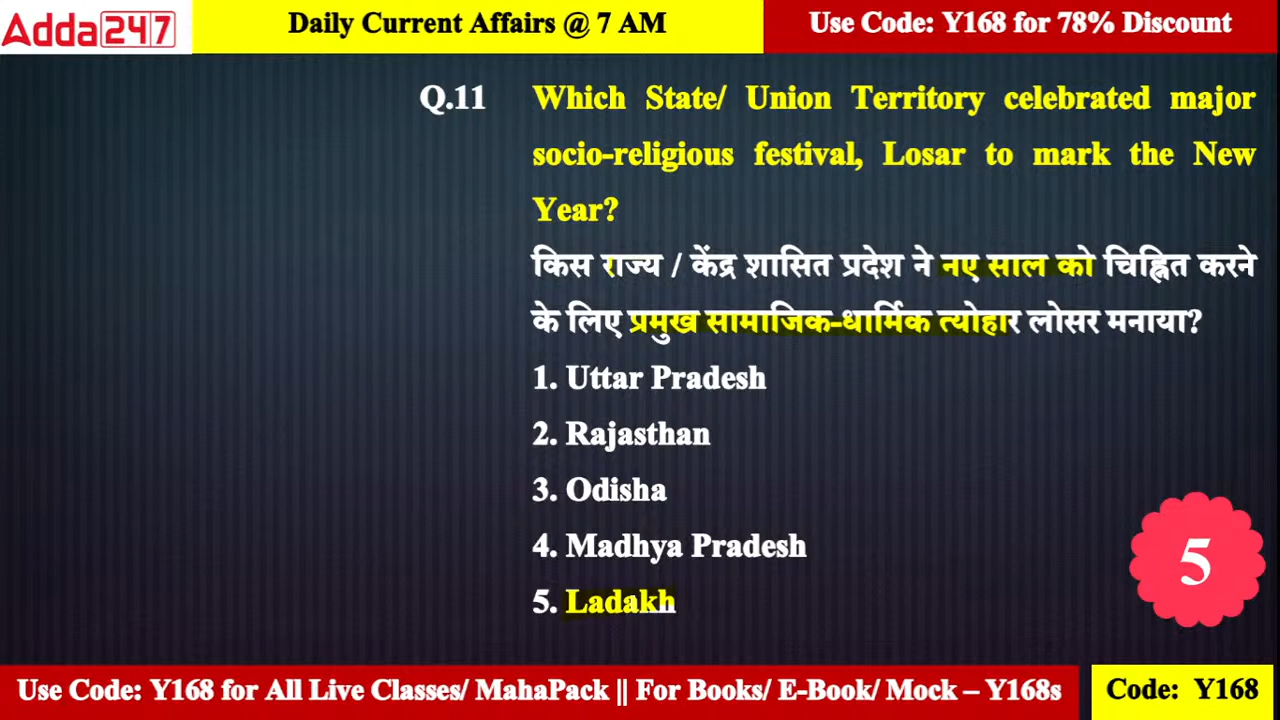 Adda247
Daily Current Affairs @ 7 AM
Use Code: Y168 for 78% Discount
Q.11 Which State/ Union Territory celebrated major
socio-religious festival, Losar to mark the New
Year?
किस राज्य / केंद्र शासित प्रदेश ने नए साल को चिह्नित करने
के लिए प्रमुख सामाजिक-धार्मिक त्योहार लोसर मनाया?
1. Uttar Pradesh
2. Rajasthan
3. Odisha
4. Madhya Pradesh
5. Ladakh
5
Use Code: Y168 for All Live Classes/ MahaPack || For Books/ E-Book/ Mock – Y168s
Code: Y168